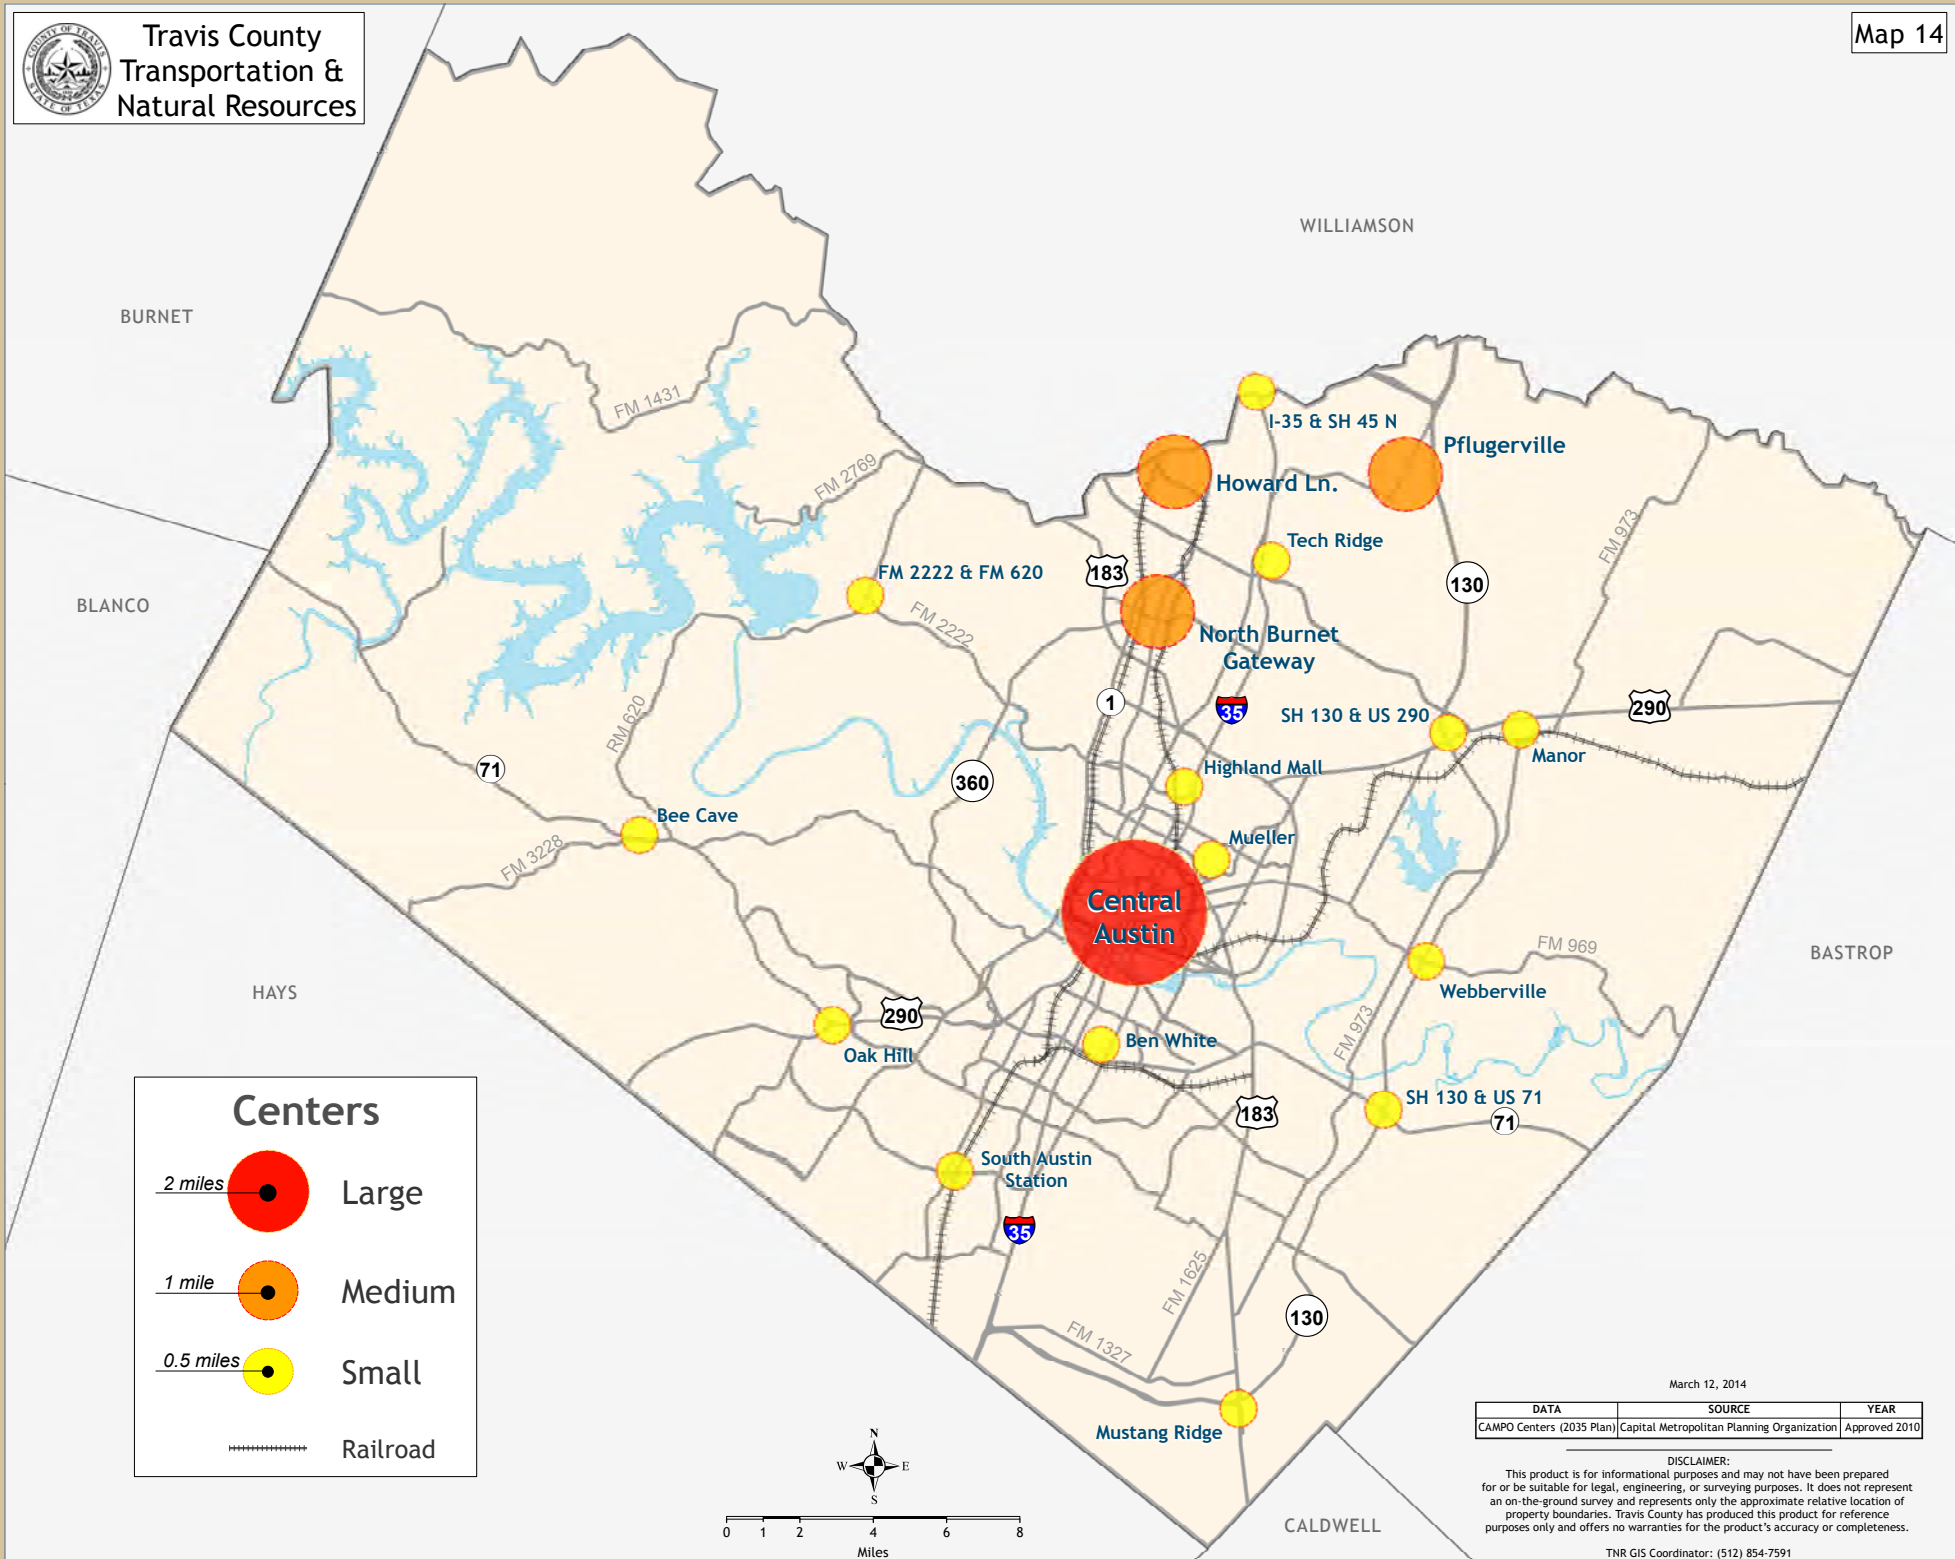 Travis County
Transportation &
Natural Resources
COUNTY OF TRAVIS
STATE OF TEXAS
Map 14
WILLIAMSON
BURNET
BLANCO
HAYS
BASTROP
CALDWELL
I-35 & SH 45 N
Pflugerville
Howard Ln.
FM 1431
FM 2769
FM 973
Tech Ridge
FM 2222 & FM 620
183
130
FM 2222
North Burnet
Gateway
RM 620
1
35
SH 130 & US 290
290
Manor
71
360
Highland Mall
Bee Cave
Mueller
FM 3228
Central
Austin
FM 969
Webberville
290
FM 973
Ben White
Oak Hill
SH 130 & US 71
71
183
South Austin
Station
35
FM 1625
130
FM 1327
Mustang Ridge
Centers
2 miles
Large
1 mile
Medium
0.5 miles
Small
Railroad
N
W E
S
0 1 2 4 6 8
Miles
March 12, 2014
DATA SOURCE YEAR
CAMPO Centers (2035 Plan) Capital Metropolitan Planning Organization Approved 2010
DISCLAIMER:
This product is for informational purposes and may not have been prepared
for or be suitable for legal, engineering, or surveying purposes. It does not represent
an on-the-ground survey and represents only the approximate relative location of
property boundaries. Travis County has produced this product for reference
purposes only and offers no warranties for the product's accuracy or completeness.
TNR GIS Coordinator: (512) 854-7591